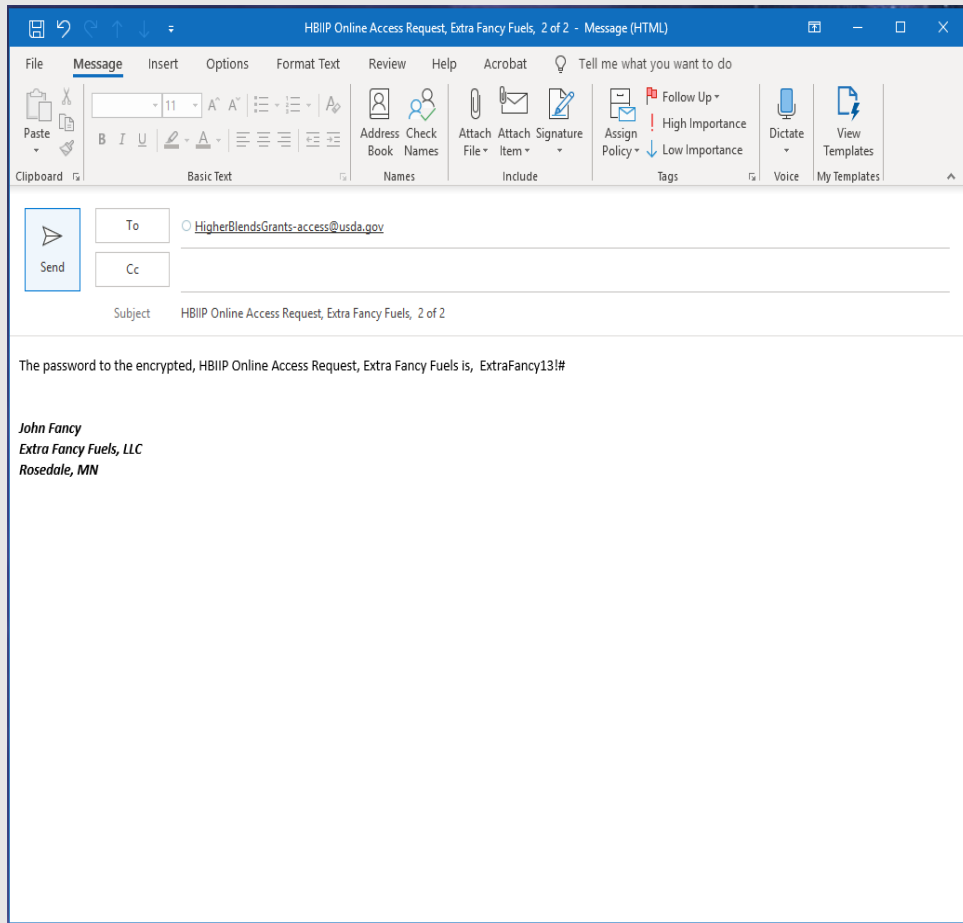 HBIIP Online Access Request, Extra Fancy Fuels,  2 of 2  -  Message (HTML)
File Message Insert Options Format Text Review Help Acrobat Tell me what you want to do
Paste
11 A^ A˅
B I U A
Address Book
Check Names
Attach File
Attach Item
Signature
Assign Policy
Follow Up
High Importance
Low Importance
Dictate
View Templates
Clipboard Basic Text Names Include Tags Voice My Templates
Send
To HigherBlendsGrants-access@usda.gov
Cc
Subject HBIIP Online Access Request, Extra Fancy Fuels,  2 of 2
The password to the encrypted, HBIIP Online Access Request, Extra Fancy Fuels is,  ExtraFancy13!#
John Fancy
Extra Fancy Fuels, LLC
Rosedale, MN